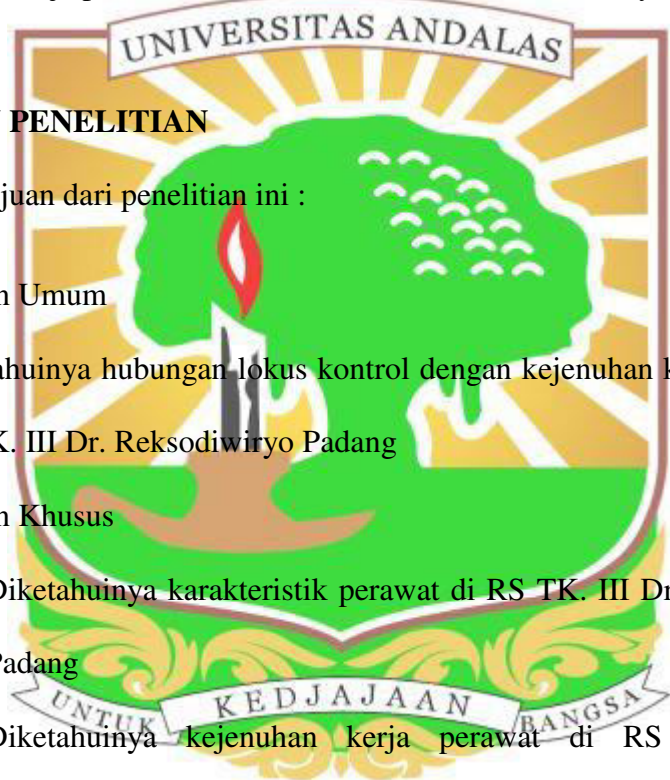 UNIVERSITAS ANDALAS
PENELITIAN
juan dari penelitian ini :
n Umum
ahuinya hubungan lokus kontrol dengan kejenuhan k
K. III Dr. Reksodiwiryo Padang
n Khusus
Diketahuinya karakteristik perawat di RS TK. III Dr
Padang
UNTUK KEDJAJAAN BANGSA
Diketahuinya kejenuhan kerja perawat di RS